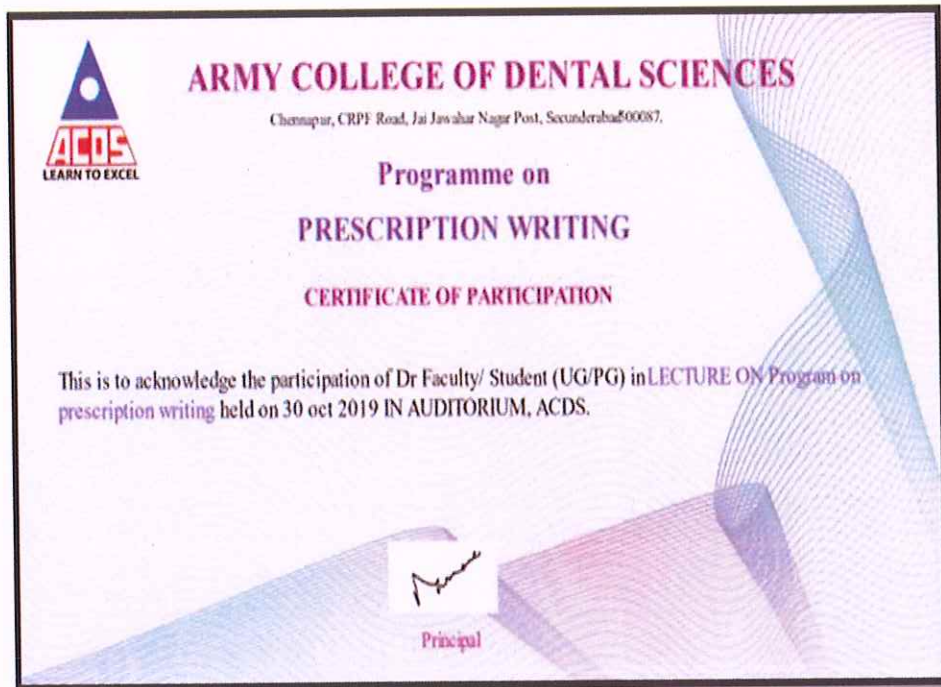 ACDS
LEARN TO EXCEL
ARMY COLLEGE OF DENTAL SCIENCES
Chennapur, CRPF Road, Jai Jawahar Nagar Post, Secunderabad500087.
Programme on
PRESCRIPTION WRITING
CERTIFICATE OF PARTICIPATION
This is to acknowledge the participation of Dr Faculty/ Student (UG/PG) in LECTURE ON Program on
prescription writing held on 30 oct 2019 IN AUDITORIUM, ACDS.
Principal